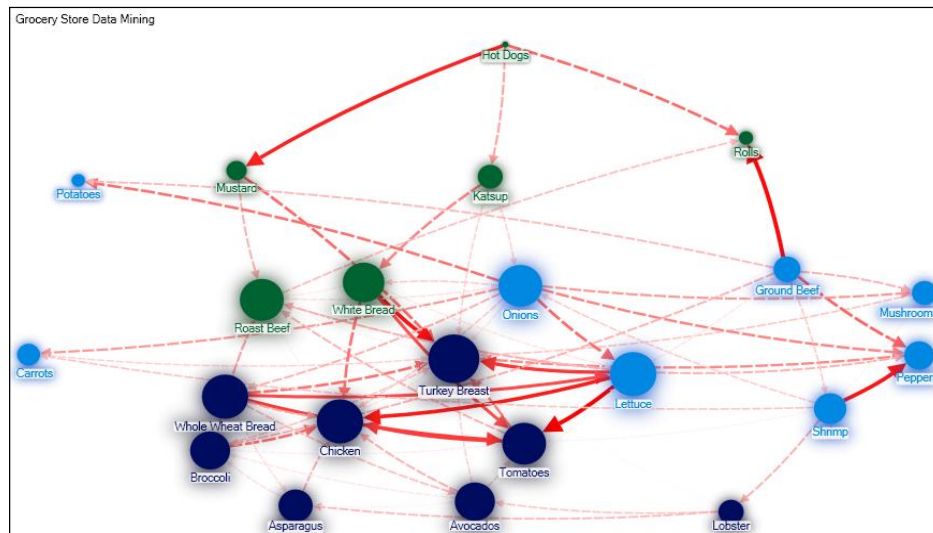 Grocery Store Data Mining
Hot Dogs
Rolls
Mustard
Katsup
Potatoes
Ground Beef
Mushroom
Onions
White Bread
Roast Beef
Carrots
Turkey Breast
Pepper
Lettuce
Whole Wheat Bread
Chicken
Shrimp
Tomatoes
Broccoli
Asparagus
Avocados
Lobster